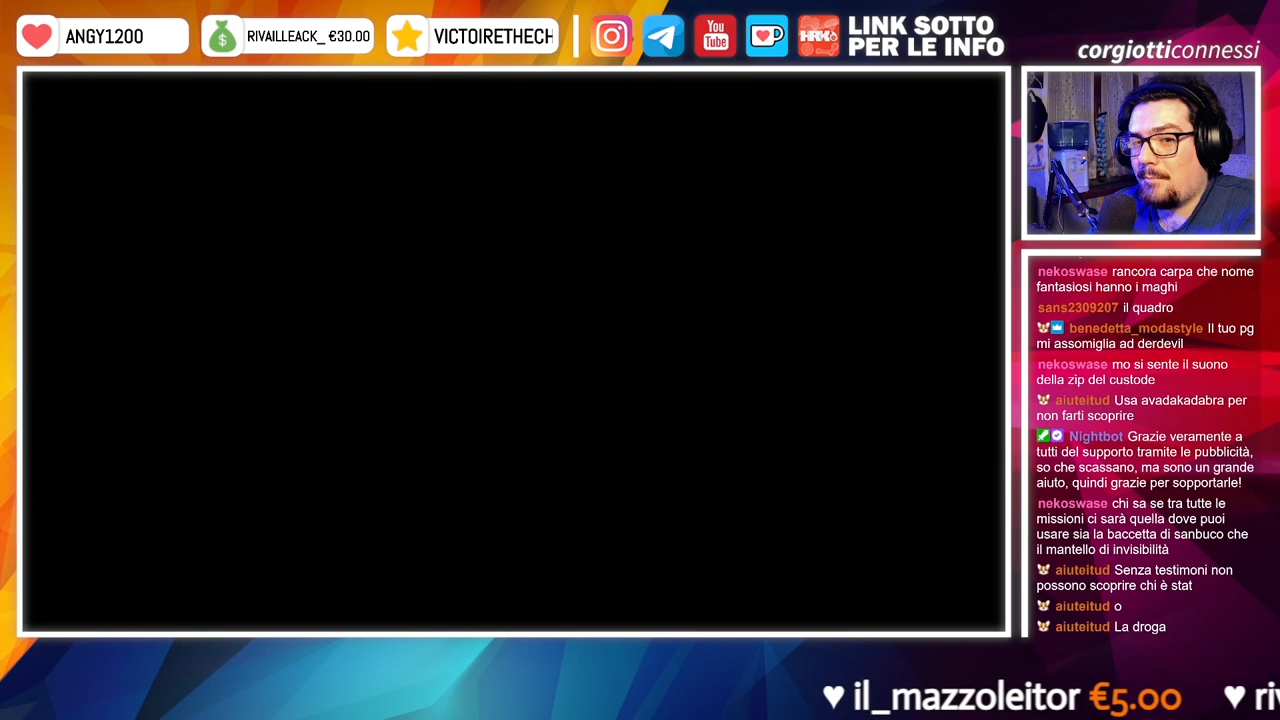 ANGY1200
RIVAILLEACK_ €30.00
VICTOIRETHECH
You
Tube
HRK
LINK SOTTO
PER LE INFO
corgiotticonnessi
nekoswase rancora carpa che nome
fantasiosi hanno i maghi
sans2309207 il quadro
benedetta_modastyle Il tuo pg
mi assomiglia ad derdevil
nekoswase mo si sente il suono
della zip del custode
aiuteitud Usa avadakadabra per
non farti scoprire
Nightbot Grazie veramente a
tutti del supporto tramite le pubblicità,
so che scassano, ma sono un grande
aiuto, quindi grazie per sopportarle!
nekoswase chi sa se tra tutte le
missioni ci sarà quella dove puoi
usare sia la baccetta di sanbuco che
il mantello di invisibilità
aiuteitud Senza testimoni non
possono scoprire chi è stat
aiuteitud o
aiuteitud La droga
♥ il_mazzoleitor €5.00 ♥ riv